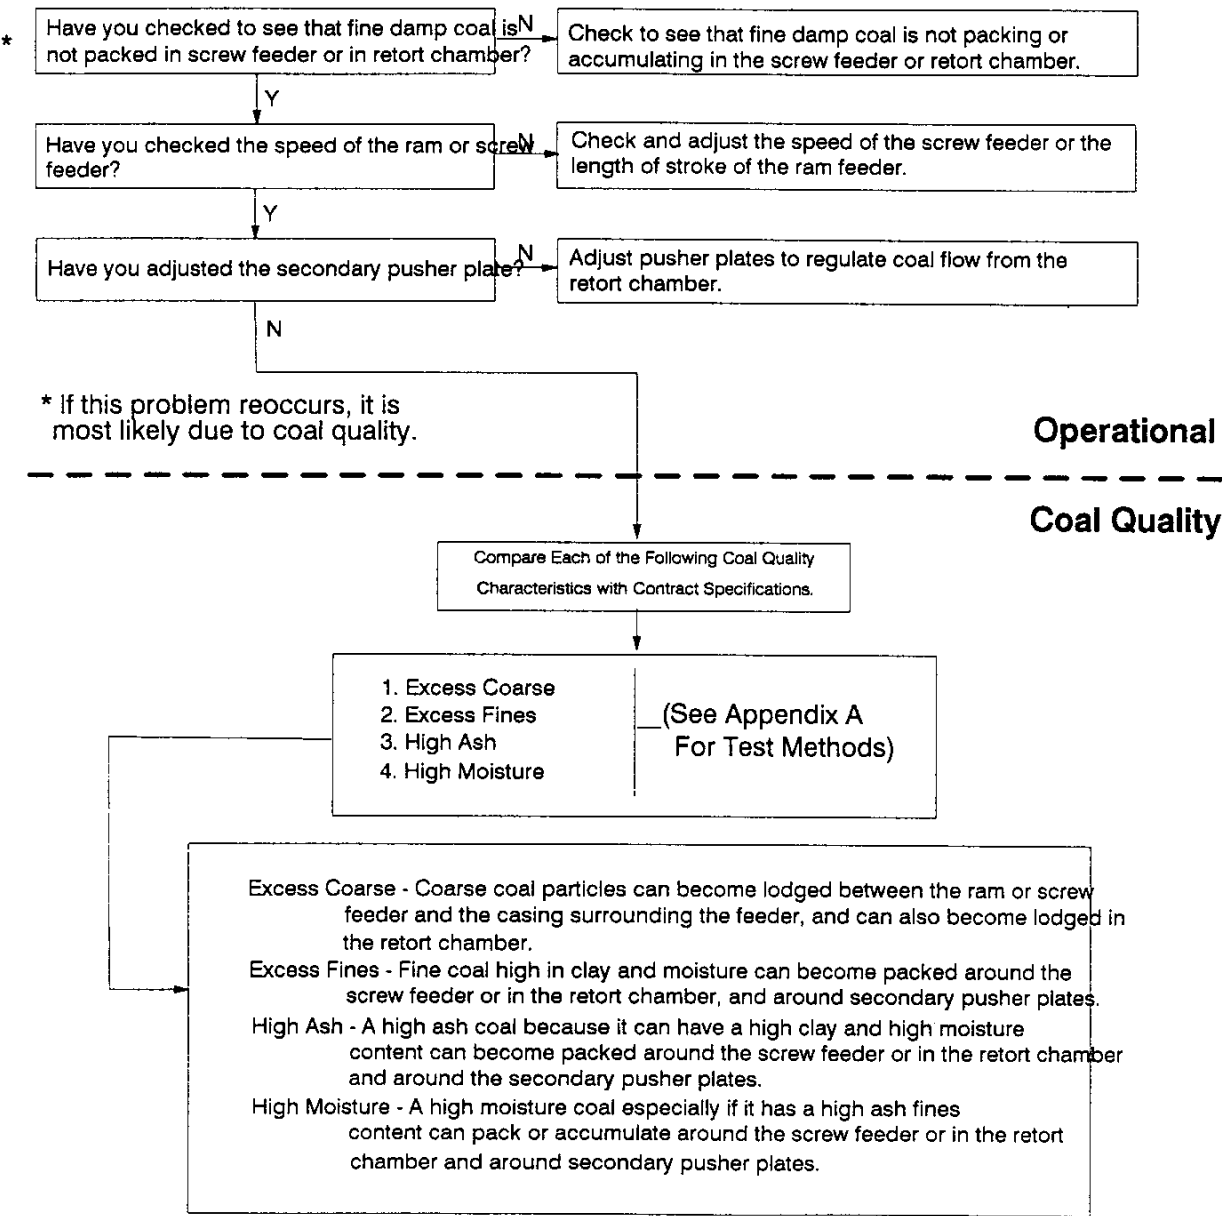 Have you checked to see that fine damp coal is
not packed in screw feeder or in retort chamber?
*
N
Check to see that fine damp coal is not packing or
accumulating in the screw feeder or retort chamber.
Y
Have you checked the speed of the ram or screw
feeder?
N
Check and adjust the speed of the screw feeder or the
length of stroke of the ram feeder.
Y
Have you adjusted the secondary pusher plate?
N
Adjust pusher plates to regulate coal flow from the
retort chamber.
N
* If this problem reoccurs, it is
most likely due to coal quality.
Operational
Coal Quality
Compare Each of the Following Coal Quality
Characteristics with Contract Specifications.
1. Excess Coarse
2. Excess Fines
3. High Ash
4. High Moisture
(See Appendix A
For Test Methods)
Excess Coarse - Coarse coal particles can become lodged between the ram or screw
feeder and the casing surrounding the feeder, and can also become lodged in
the retort chamber.
Excess Fines - Fine coal high in clay and moisture can become packed around the
screw feeder or in the retort chamber, and around secondary pusher plates.
High Ash - A high ash coal because it can have a high clay and high moisture
content can become packed around the screw feeder or in the retort chamber
and around the secondary pusher plates.
High Moisture - A high moisture coal especially if it has a high ash fines
content can pack or accumulate around the screw feeder or in the retort
chamber and around secondary pusher plates.